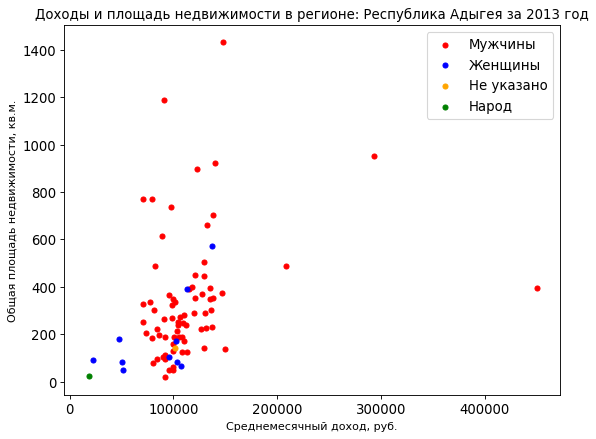 Доходы и площадь недвижимости в регионе: Республика Адыгея за 2013 год
Общая площадь недвижимости, кв.м.
1400
1200
1000
800
600
400
200
0
Мужчины
Женщины
Не указано
Народ
0
100000
200000
300000
400000
Среднемесячный доход, руб.